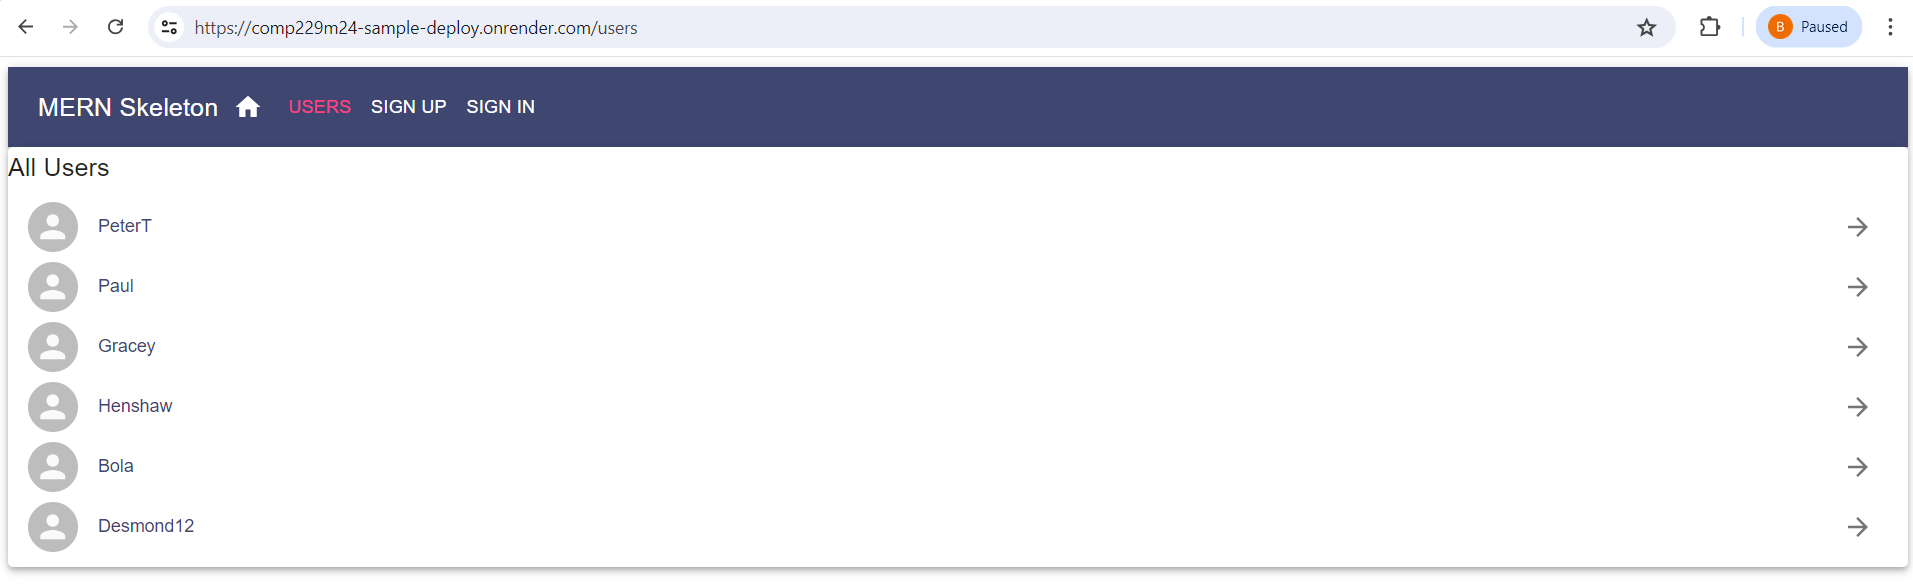 https://comp229m24-sample-deploy.onrender.com/users
B Paused
MERN Skeleton USERS SIGN UP SIGN IN
All Users
PeterT
Paul
Gracey
Henshaw
Bola
Desmond12